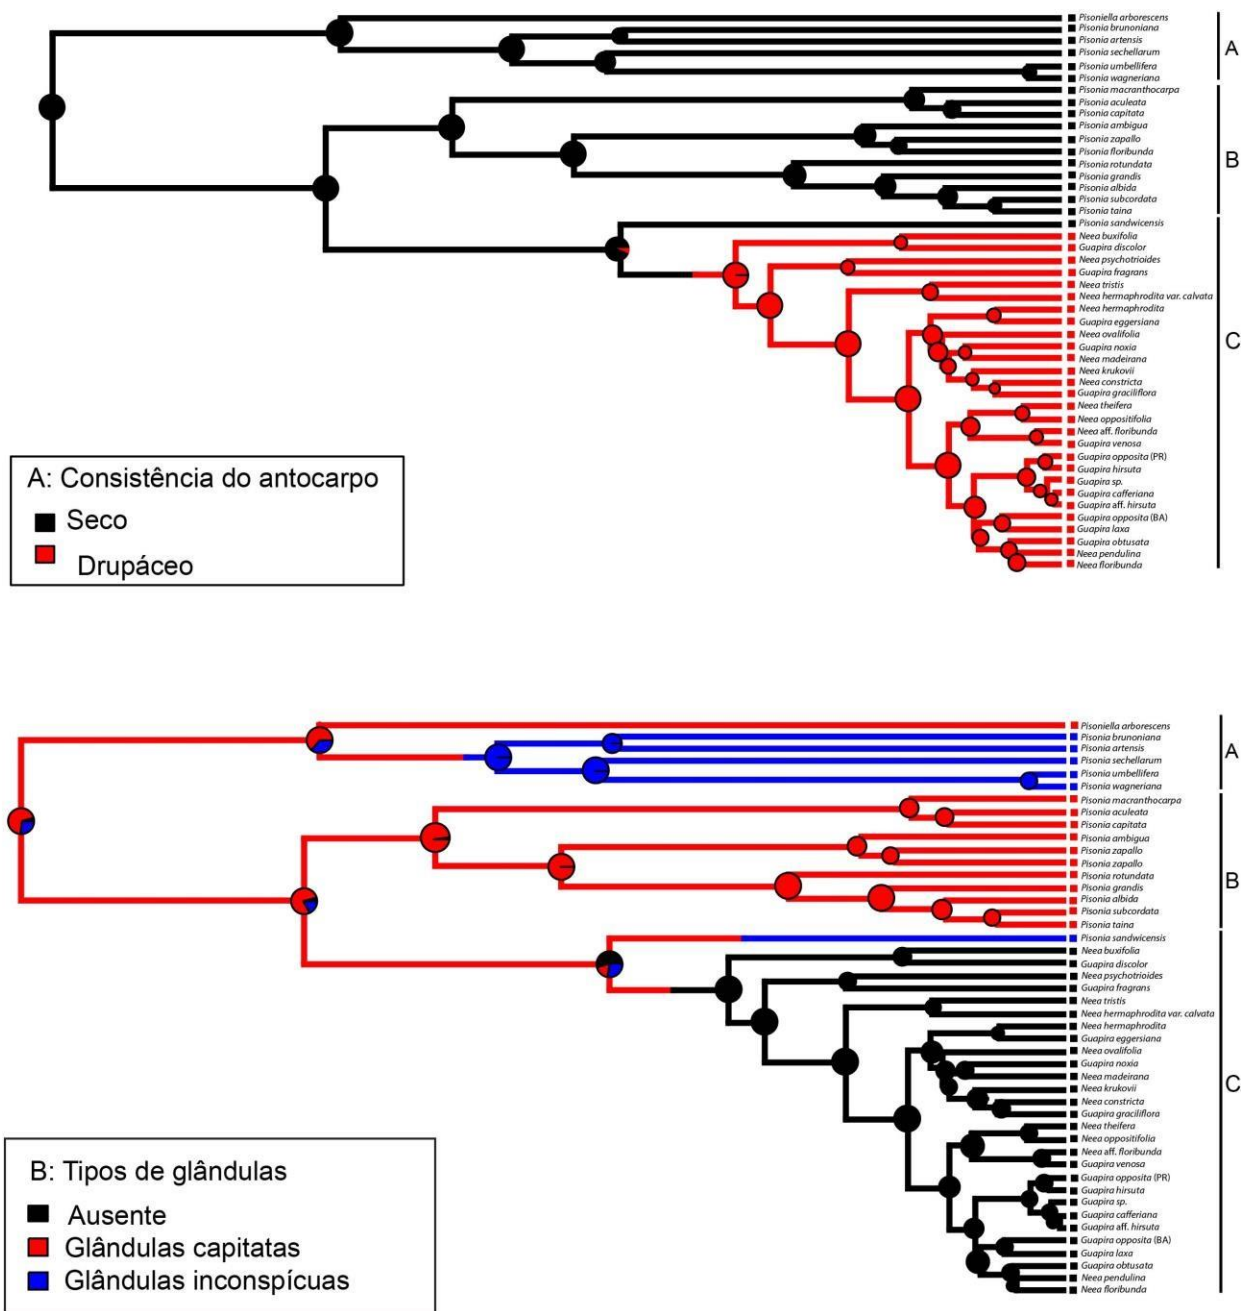 Pisoniella arborescens
Pisonia brunoniana
Pisonia artensis
Pisonia sechellarum
Pisonia umbellifera
Pisonia wagneriana
A
Pisonia macranthocarpa
Pisonia aculeata
Pisonia capitata
Pisonia ambigua
Pisonia zapallo
Pisonia floribunda
Pisonia rotundata
Pisonia grandis
Pisonia albida
Pisonia subcordata
Pisonia taina
B
Pisonia sandwicensis
Neea buxifolia
Guapira discolor
Neea psychotrioides
Guapira fragrans
Neea tristis
Neea hermaphrodita var. calvata
Neea hermaphrodita
Guapira eggersiana
Neea ovalifolia
Guapira noxia
Neea madeirana
Neea krukovii
Neea constricta
Guapira graciliflora
Neea theifera
Neea oppositifolia
Neea aff. floribunda
Guapira venosa
Guapira opposita (PR)
Guapira hirsuta
Guapira sp.
Guapira cafferiana
Guapira aff. hirsuta
Guapira opposita (BA)
Guapira laxa
Guapira obtusata
Neea pendulina
Neea floribunda
C
A: Consistência do antocarpo
Seco
Drupáceo
Pisoniella arborescens
Pisonia brunoniana
Pisonia artensis
Pisonia sechellarum
Pisonia umbellifera
Pisonia wagneriana
A
Pisonia macranthocarpa
Pisonia aculeata
Pisonia capitata
Pisonia ambigua
Pisonia zapallo
Pisonia zapallo
Pisonia rotundata
Pisonia grandis
Pisonia albida
Pisonia subcordata
Pisonia taina
B
Pisonia sandwicensis
Neea buxifolia
Guapira discolor
Neea psychotrioides
Guapira fragrans
Neea tristis
Neea hermaphrodita var. calvata
Neea hermaphrodita
Guapira eggersiana
Neea ovalifolia
Guapira noxia
Neea madeirana
Neea krukovii
Neea constricta
Guapira graciliflora
Neea theifera
Neea oppositifolia
Neea aff. floribunda
Guapira venosa
Guapira opposita (PR)
Guapira hirsuta
Guapira sp.
Guapira cafferiana
Guapira aff. hirsuta
Guapira opposita (BA)
Guapira laxa
Guapira obtusata
Neea pendulina
Neea floribunda
C
B: Tipos de glândulas
Ausente
Glândulas capitatas
Glândulas inconspícuas